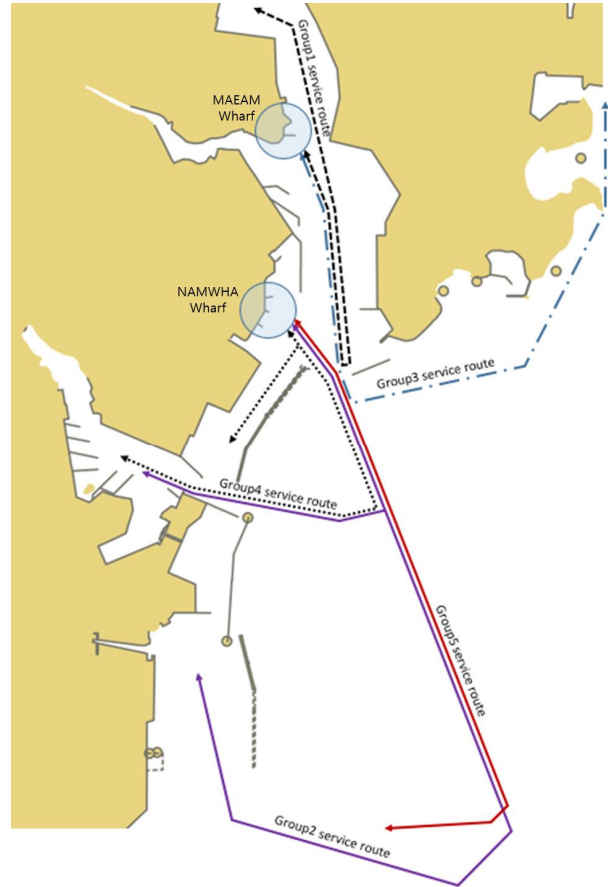 Group1 service route
MAEAM
Wharf
NAMWHA
Wharf
Group3 service route
Group4 service route
Group5 service route
Group2 service route